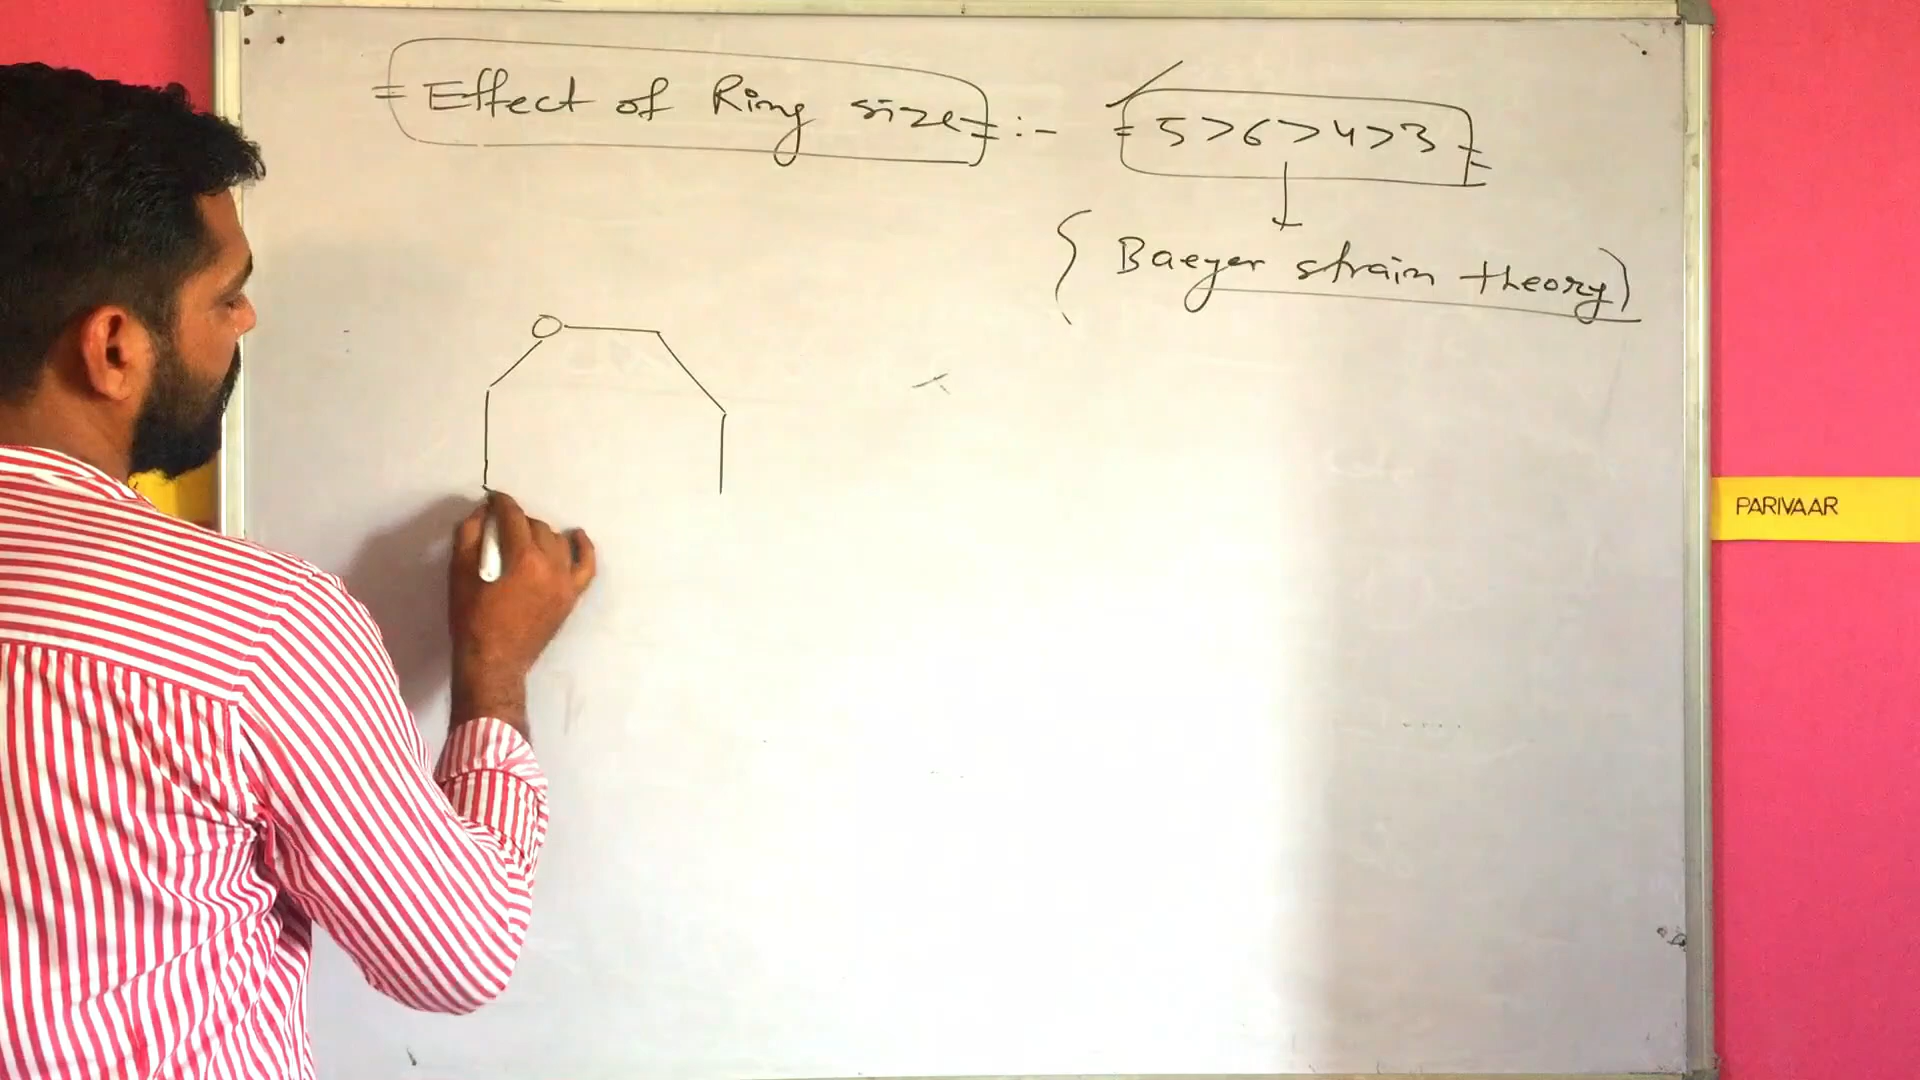 = Effect of Ring size = :- = 5>6>4>3 =
{ Baeyer strain theory)
O
PARIVAAR